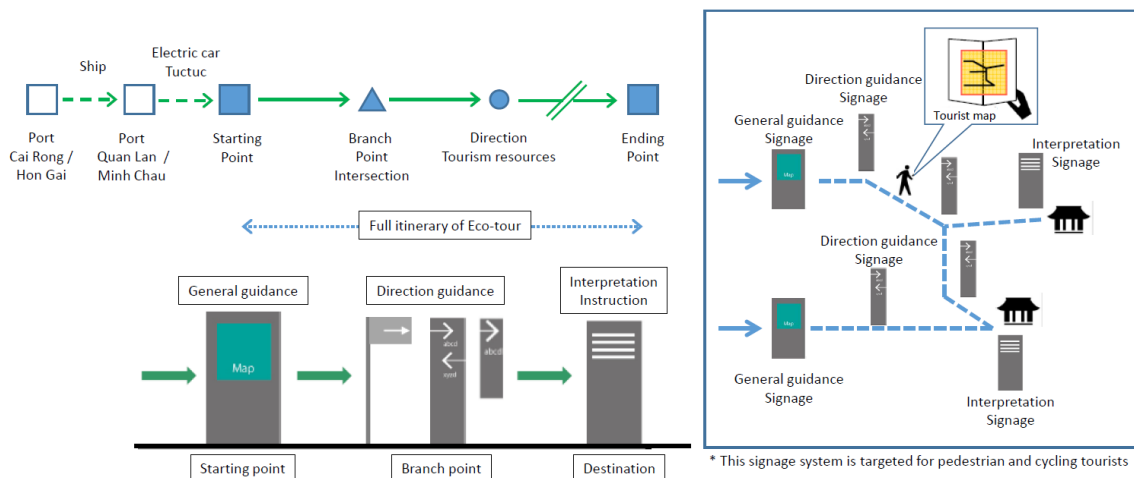 Ship
Electric car
Tuctuc
Port
Cai Rong /
Hon Gai
Port
Quan Lan /
Minh Chau
Starting
Point
Branch
Point
Intersection
Direction
Tourism resources
Ending
Point
Full itinerary of Eco-tour
General guidance
Direction guidance
Interpretation
Instruction
Map
abcd
abcd
Starting point
Branch point
Destination
Tourist map
Direction guidance
Signage
General guidance
Signage
Map
Interpretation
Signage
Direction guidance
Signage
Map
General guidance
Signage
Interpretation
Signage
* This signage system is targeted for pedestrian and cycling tourists